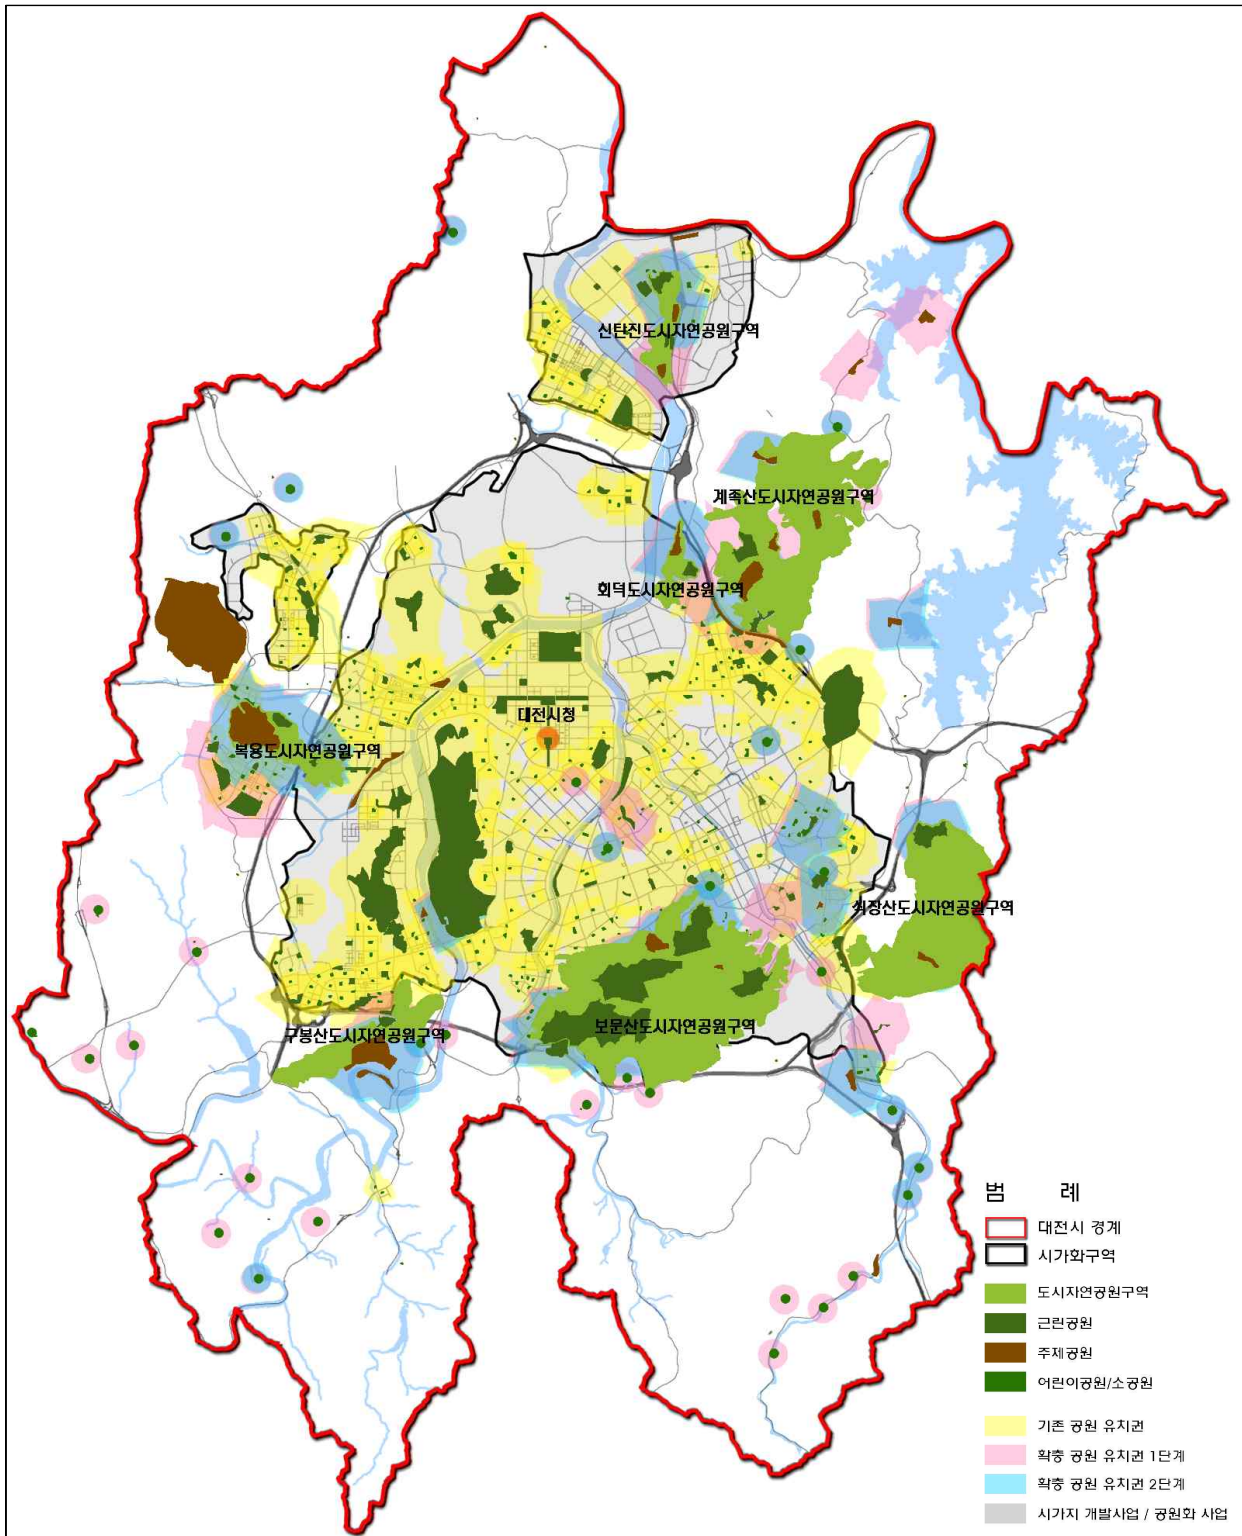 신탄진도시자연공원구역
계족산도시자연공원구역
회덕도시자연공원구역
대전시청
복용도시자연공원구역
식장산도시자연공원구역
보문산도시자연공원구역
구봉산도시자연공원구역
범 례
대전시 경계
시가화구역
도시자연공원구역
근린공원
주제공원
어린이공원/소공원
기존 공원 유치권
확충 공원 유치권 1단계
확충 공원 유치권 2단계
시가지 개발사업 / 공원화 사업